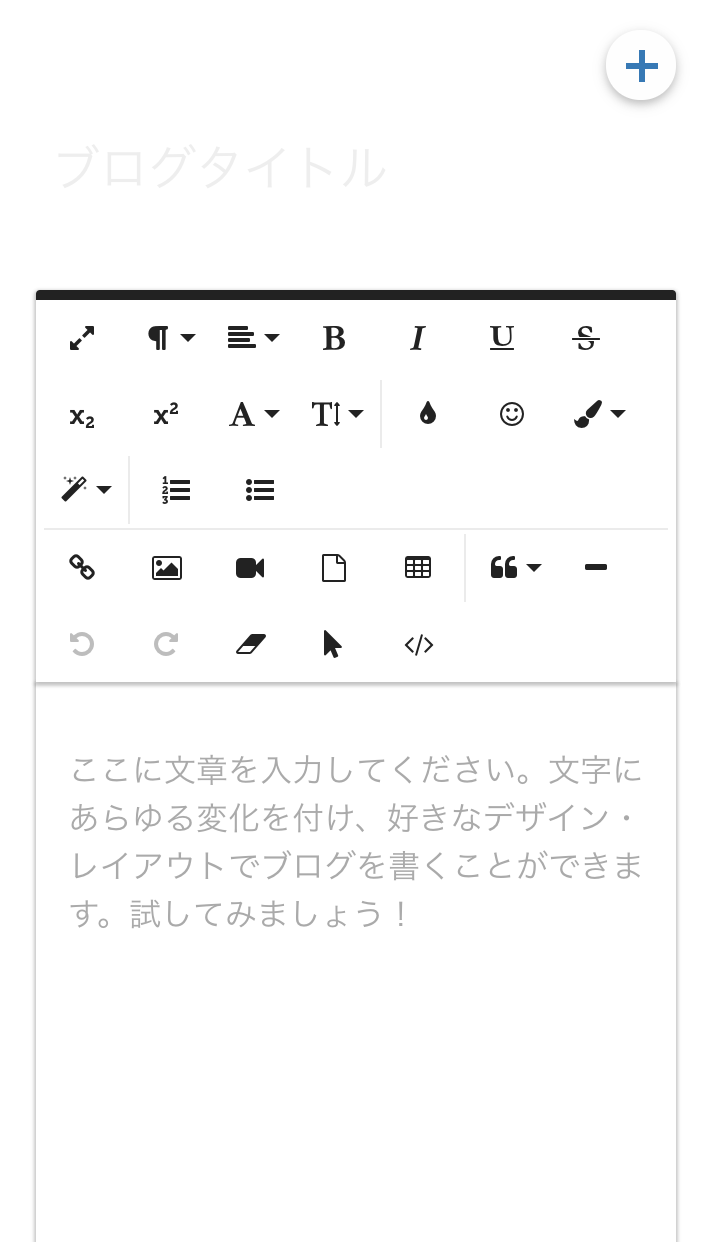 ブログタイトル
B I U S
x₂ x² A T
ここに文章を入力してください。文字に
あらゆる変化を付け、好きなデザイン・
レイアウトでブログを書くことができま
す。試してみましょう！